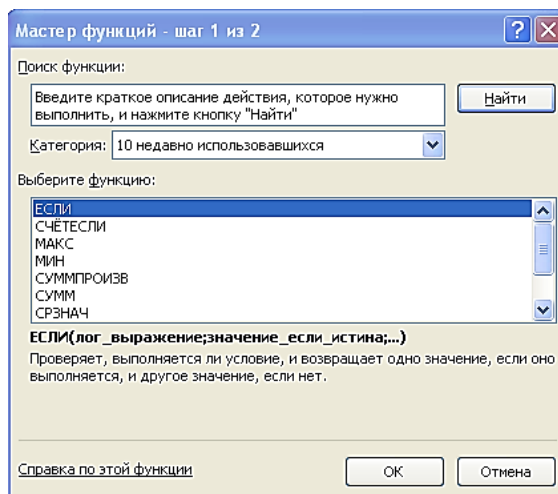 Мастер функций - шаг 1 из 2
Поиск функции:
Введите краткое описание действия, которое нужно
выполнить, и нажмите кнопку "Найти"
Найти
Категория: 10 недавно использовавшихся
Выберите функцию:
ЕСЛИ
СЧЁТЕСЛИ
МАКС
МИН
СУММПРОИЗВ
СУММ
СРЗНАЧ
ЕСЛИ(лог_выражение;значение_если_истина;...)
Проверяет, выполняется ли условие, и возвращает одно значение, если оно
выполняется, и другое значение, если нет.
Справка по этой функции
ОК
Отмена